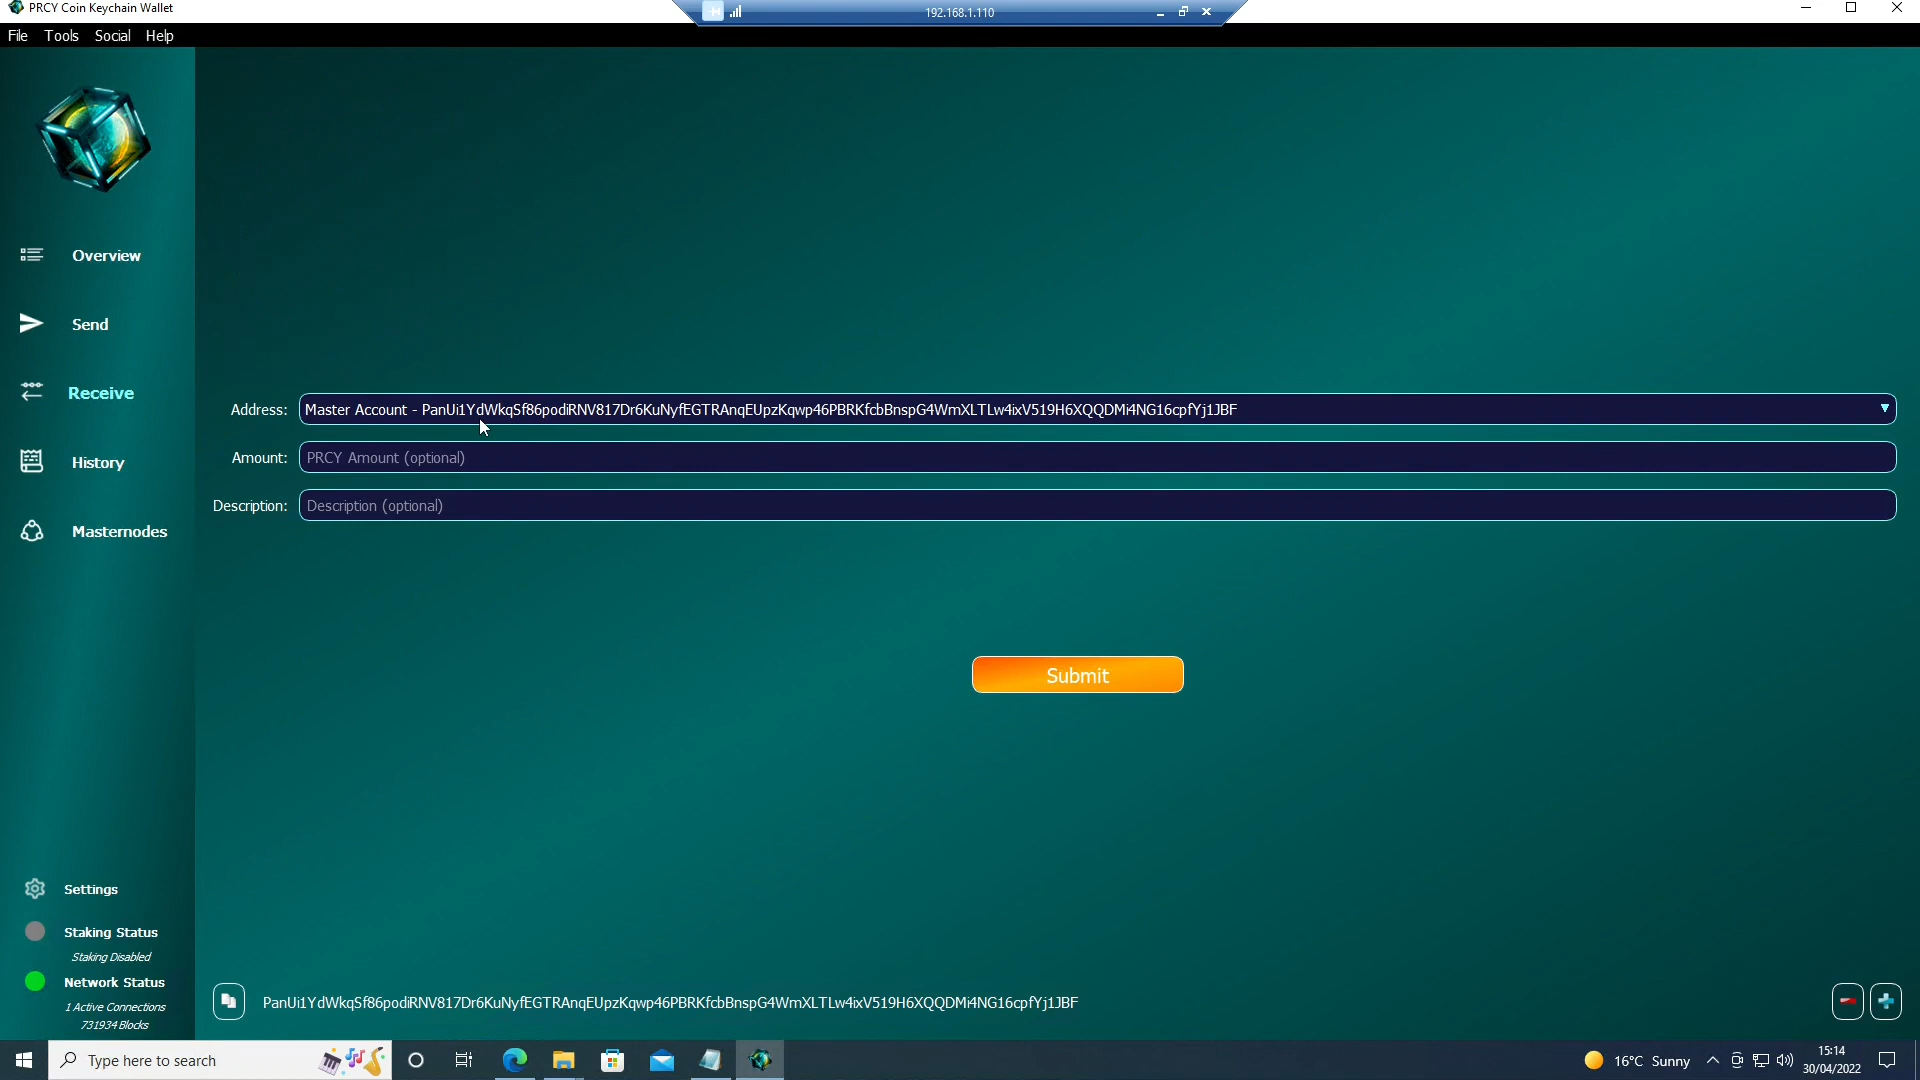 PRCY Coin Keychain Wallet
192.168.1.110
File Tools Social Help
Overview
Send
Receive
History
Masternodes
Address: Master Account - PanUi1YdWkqSf86podiRNV817Dr6KuNyfEGTRAnqEUpzKqwp46PBRKfcbBnspG4WmXLTLw4ixV519H6XQQDMi4NG16cpfYj1JBF
Amount: PRCY Amount (optional)
Description: Description (optional)
Submit
Settings
Staking Status
Staking Disabled
Network Status
1 Active Connections
731934 Blocks
PanUi1YdWkqSf86podiRNV817Dr6KuNyfEGTRAnqEUpzKqwp46PBRKfcbBnspG4WmXLTLw4ixV519H6XQQDMi4NG16cpfYj1JBF
Type here to search
16°C Sunny
15:14
30/04/2022